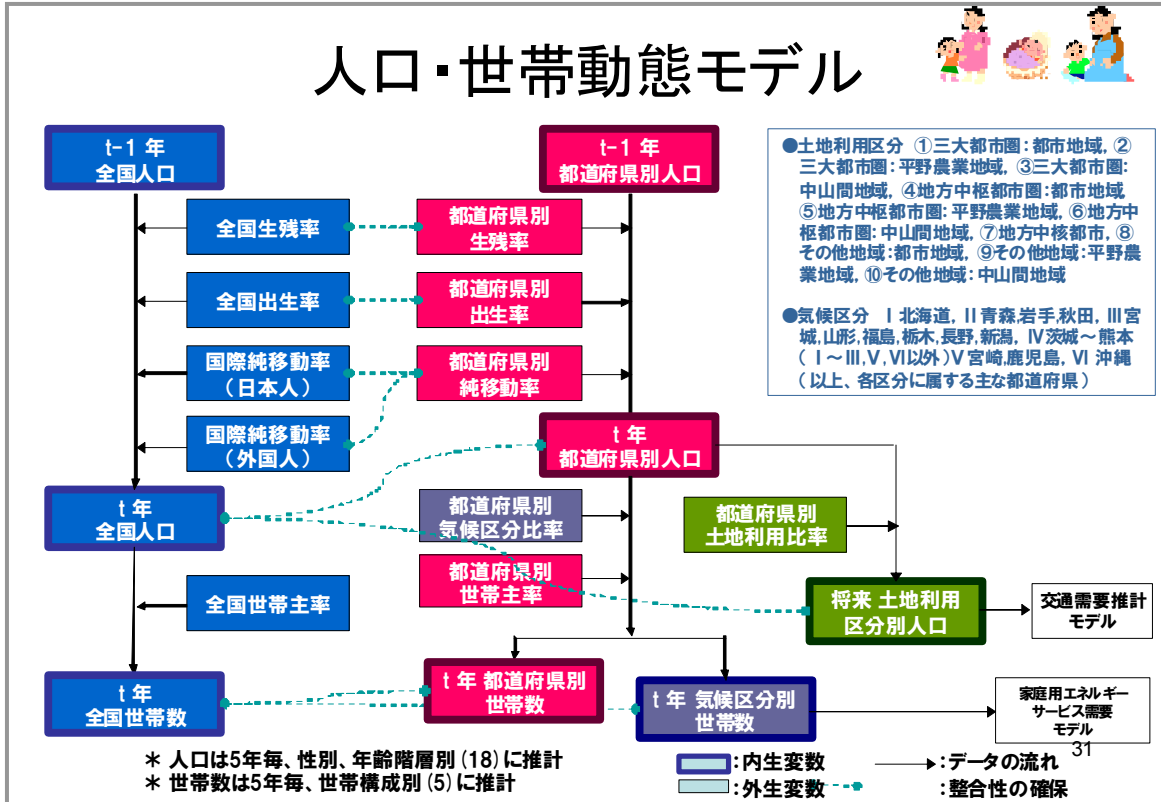 人口・世帯動態モデル
t-1 年
全国人口
t-1 年
都道府県別人口
●土地利用区分 ①三大都市圏：都市地域，②
三大都市圏：平野農業地域，③三大都市圏：
中山間地域，④地方中枢都市圏：都市地域，
⑤地方中枢都市圏：平野農業地域，⑥地方中
枢都市圏：中山間地域，⑦地方中核都市，⑧
その他地域：都市地域，⑨その他地域：平野農
業地域，⑩その他地域：中山間地域
●気候区分 Ⅰ 北海道，ⅠⅠ 青森,岩手,秋田，Ⅲ宮
城,山形,福島,栃木,長野,新潟，Ⅳ茨城～熊本
（Ⅰ～Ⅲ,Ⅴ,Ⅵ以外）Ⅴ宮崎,鹿児島，Ⅵ 沖縄
（以上、各区分に属する主な都道府県）
全国生残率
都道府県別
生残率
全国出生率
都道府県別
出生率
国際純移動率
（日本人）
都道府県別
純移動率
国際純移動率
（外国人）
t 年
都道府県別人口
t 年
全国人口
都道府県別
気候区分比率
都道府県別
土地利用比率
全国世帯主率
都道府県別
世帯主率
将来 土地利用
区分別人口
交通需要推計
モデル
t 年
全国世帯数
t 年 都道府県別
世帯数
t 年 気候区分別
世帯数
家庭用エネルギー
サービス需要
モデル
31
＊ 人口は5年毎、性別、年齢階層別(18)に推計
＊ 世帯数は5年毎、世帯構成別(5)に推計
：内生変数
：データの流れ
：外生変数
：整合性の確保